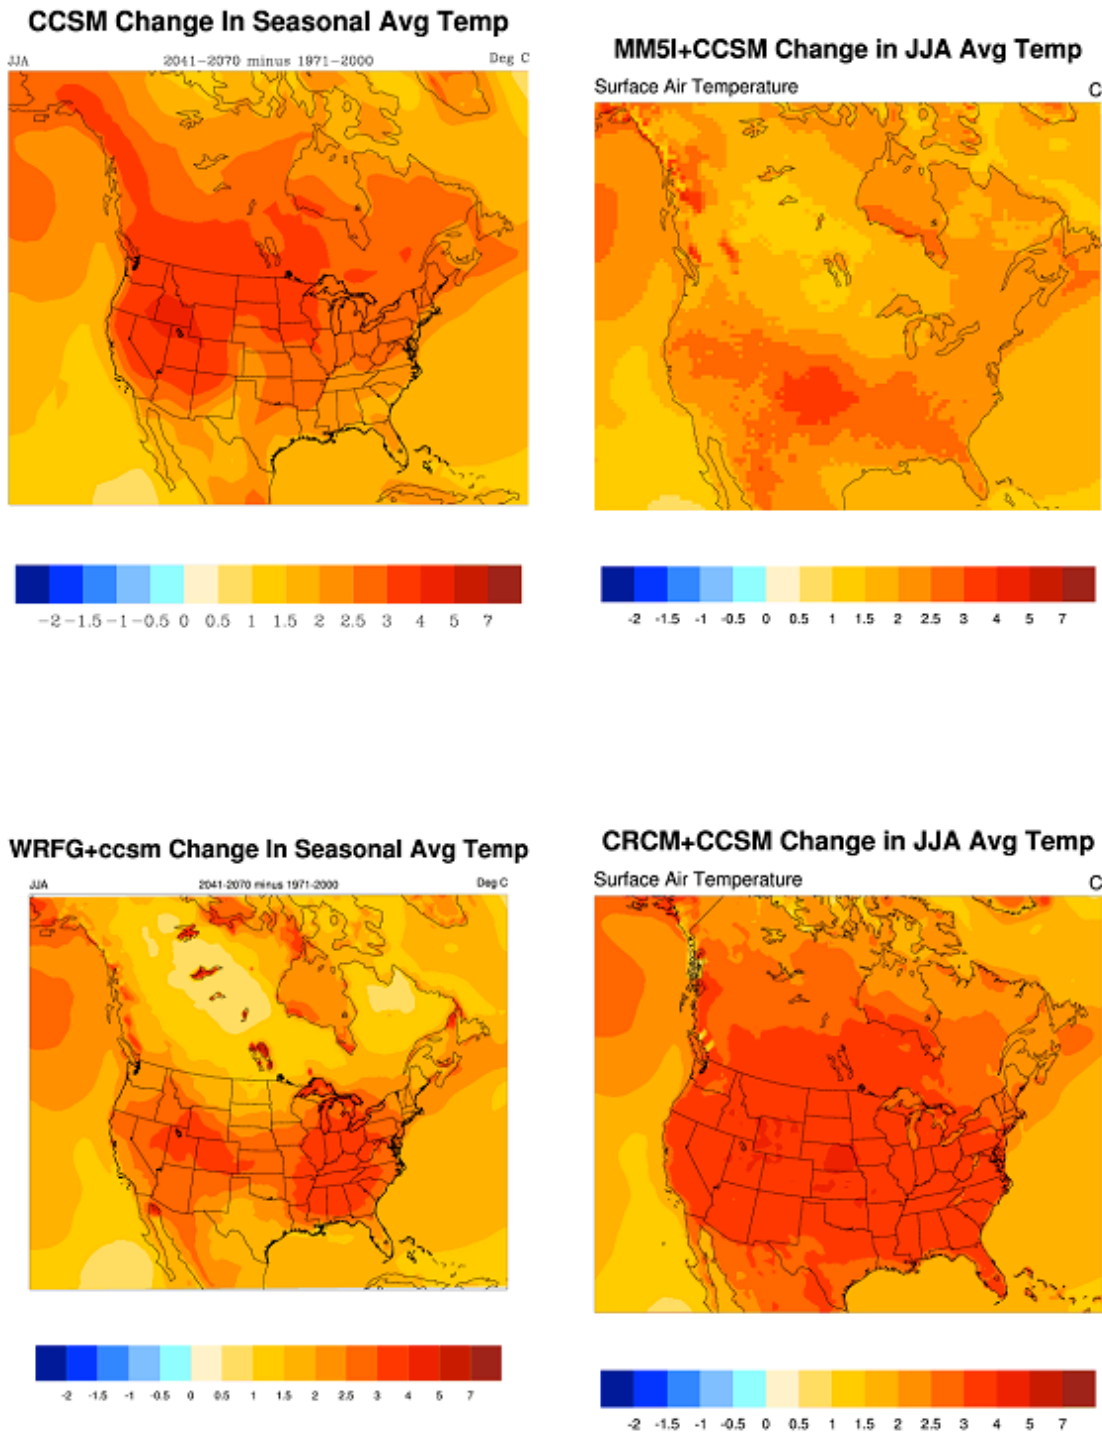 CCSM Change In Seasonal Avg Temp
JJA 2041-2070 minus 1971-2000 Deg C
-2 -1.5 -1 -0.5 0 0.5 1 1.5 2 2.5 3 4 5 7
MM5I+CCSM Change in JJA Avg Temp
Surface Air Temperature C
-2 -1.5 -1 -0.5 0 0.5 1 1.5 2 2.5 3 4 5 7
WRFG+ccsm Change In Seasonal Avg Temp
JJA 2041-2070 minus 1971-2000 Deg C
-2 -1.5 -1 -0.5 0 0.5 1 1.5 2 2.5 3 4 5 7
CRCM+CCSM Change in JJA Avg Temp
Surface Air Temperature C
-2 -1.5 -1 -0.5 0 0.5 1 1.5 2 2.5 3 4 5 7